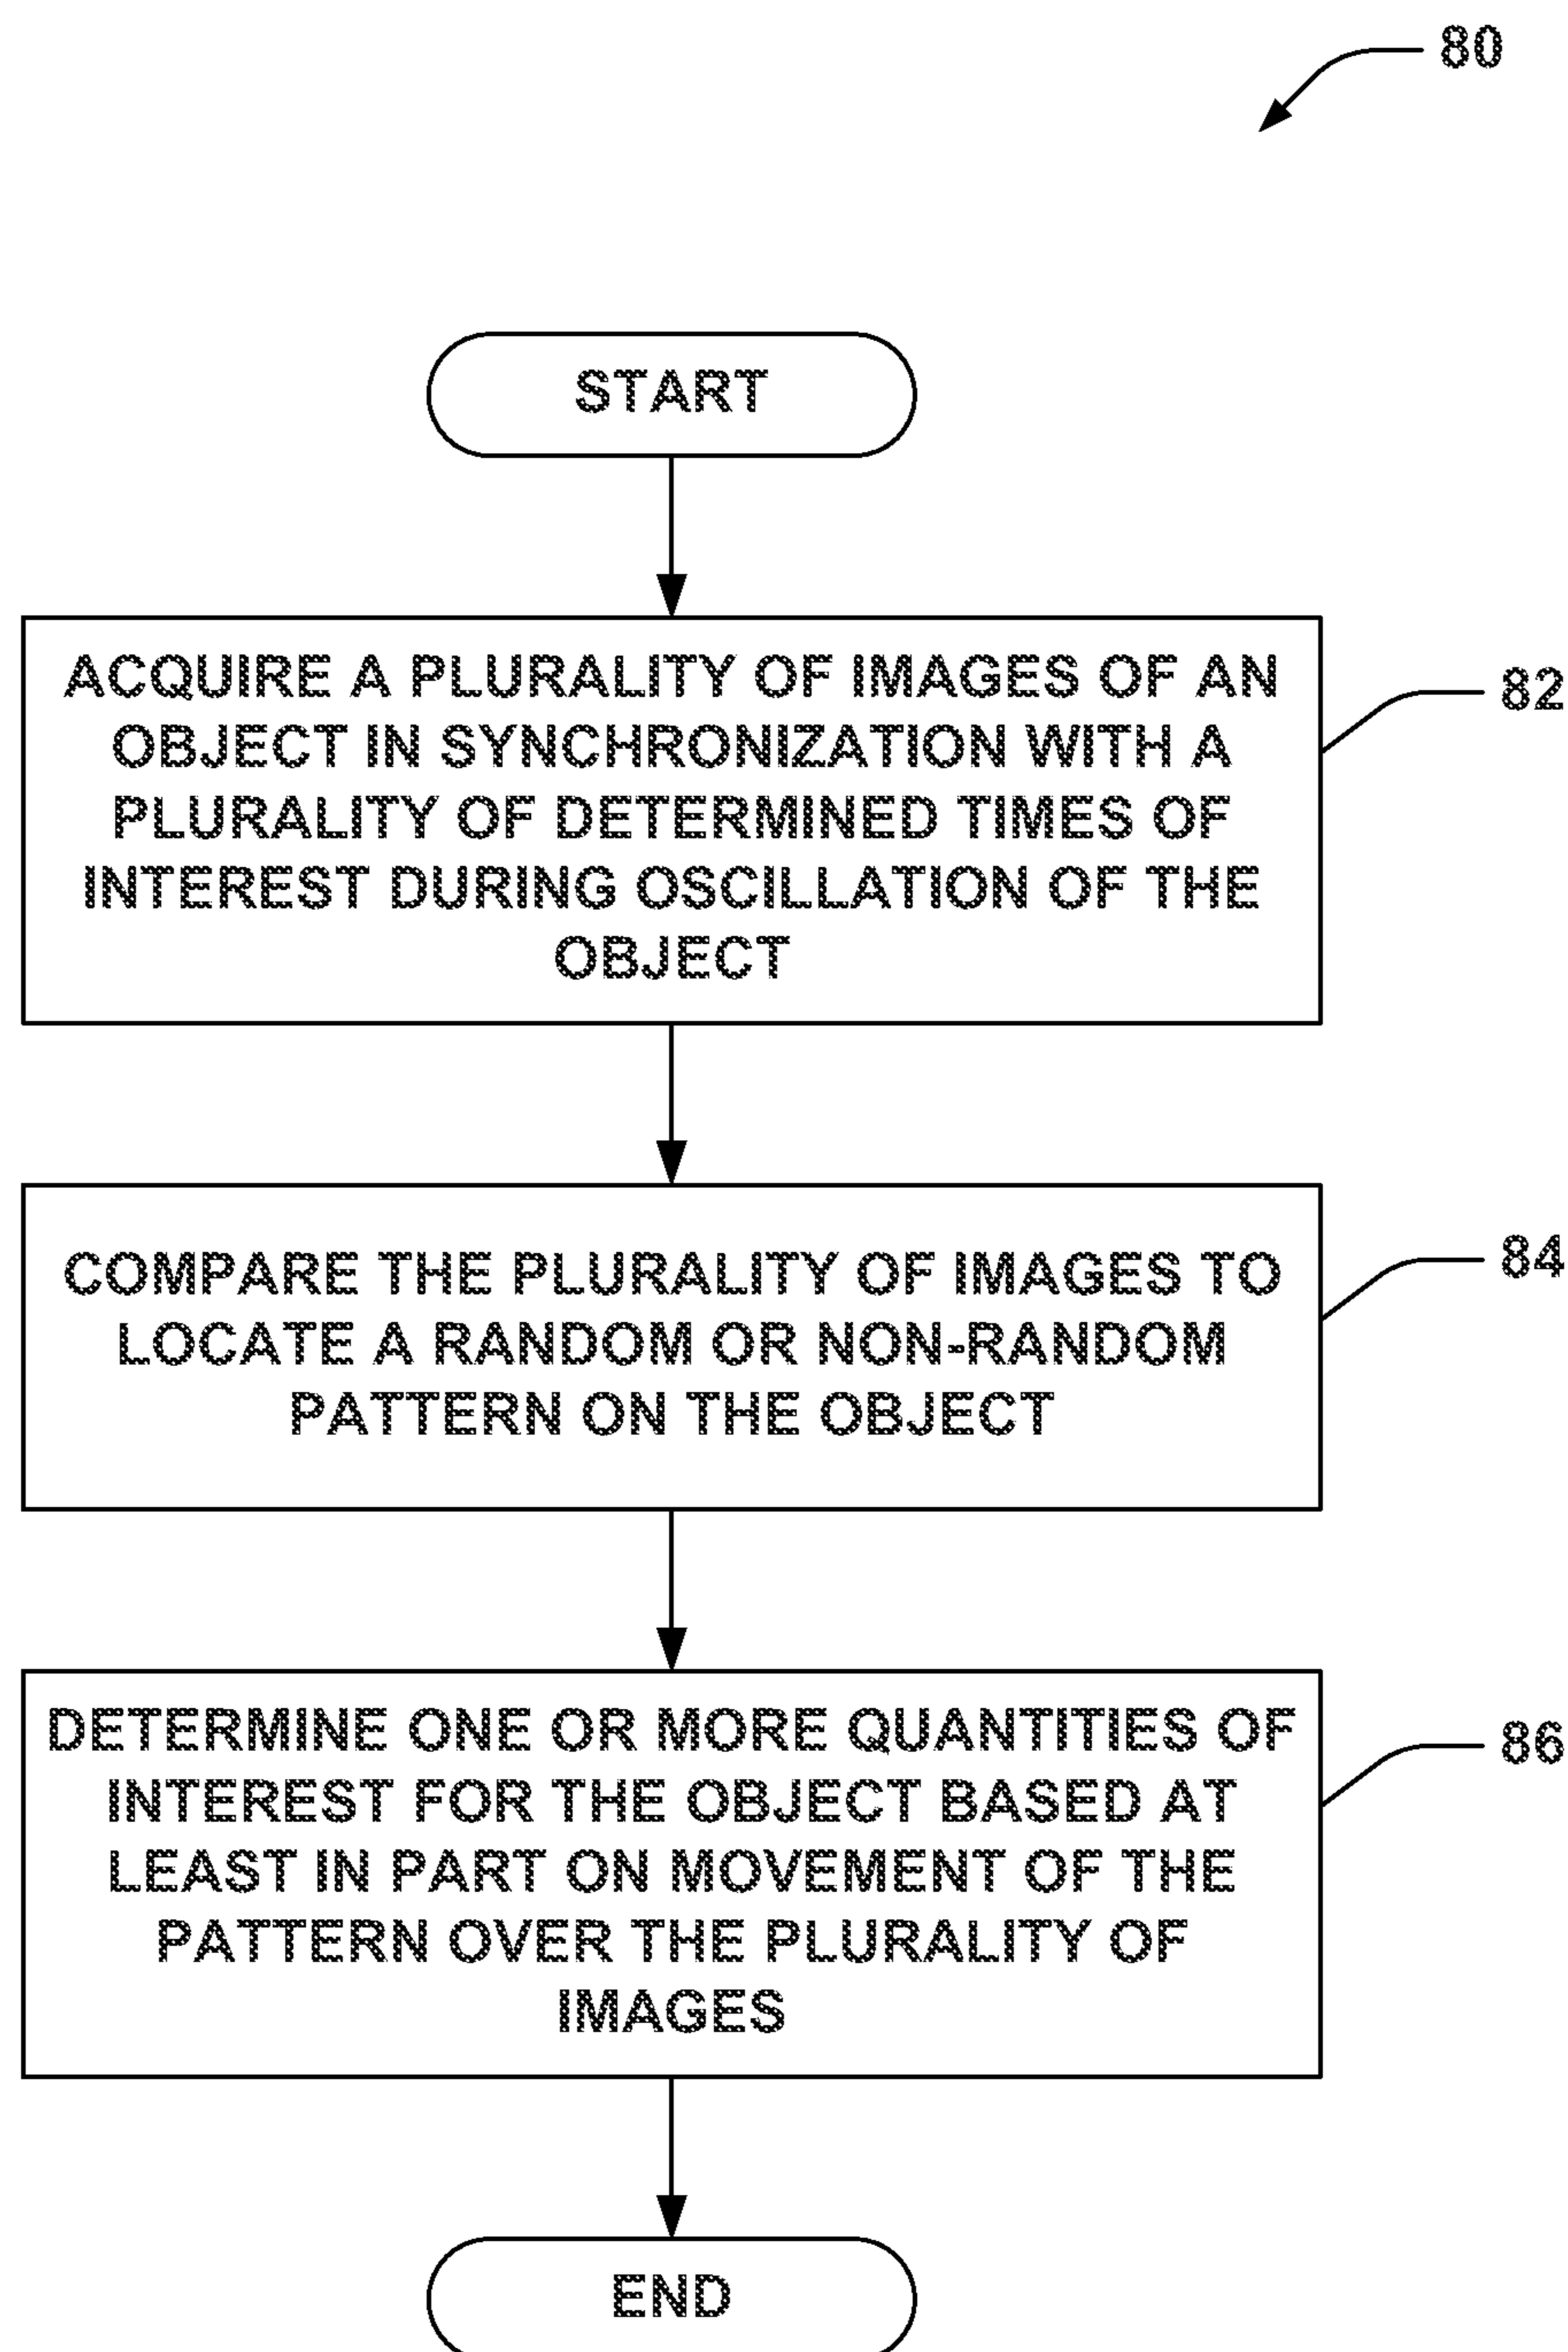 80
START
ACQUIRE A PLURALITY OF IMAGES OF AN
OBJECT IN SYNCHRONIZATION WITH A
PLURALITY OF DETERMINED TIMES OF
INTEREST DURING OSCILLATION OF THE
OBJECT
82
COMPARE THE PLURALITY OF IMAGES TO
LOCATE A RANDOM OR NON-RANDOM
PATTERN ON THE OBJECT
84
DETERMINE ONE OR MORE QUANTITIES OF
INTEREST FOR THE OBJECT BASED AT
LEAST IN PART ON MOVEMENT OF THE
PATTERN OVER THE PLURALITY OF
IMAGES
86
END